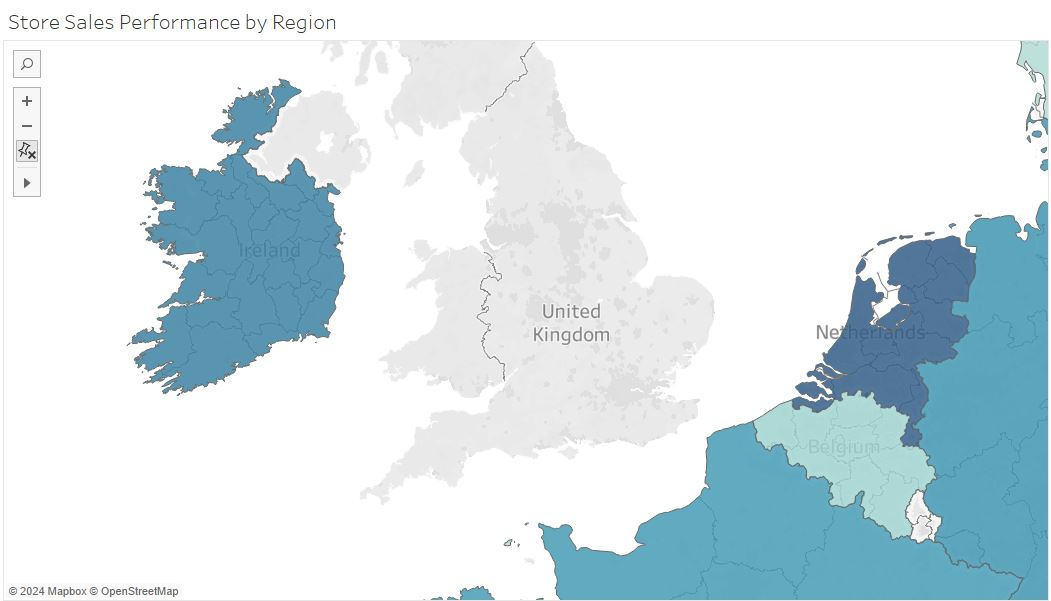 Store Sales Performance by Region
Ireland
United
Kingdom
Netherlands
Belgium
© 2024 Mapbox © OpenStreetMap